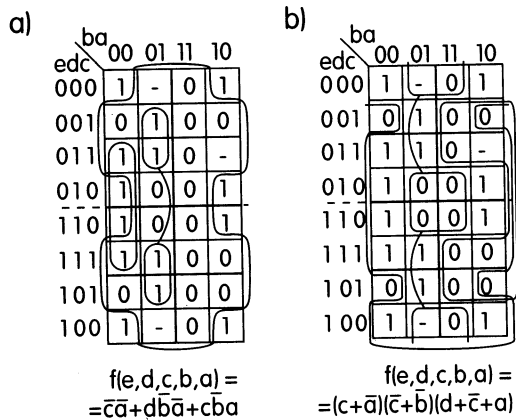 a)
ba
edc 00 01 11 10
000 1 - 0 1
001 0 1 0 0
011 1 1 0 -
010 1 0 0 1
110 1 0 0 1
111 1 1 0 0
101 0 1 0 0
100 1 - 0 1
f(e,d,c,b,a) =
=c̄ā+db̄ā+cb̄a
b)
ba
edc 00 01 11 10
000 1 - 0 1
001 0 1 0 0
011 1 1 0 -
010 1 0 0 1
110 1 0 0 1
111 1 1 0 0
101 0 1 0 0
100 1 - 0 1
f(e,d,c,b,a) =
=(c+ā)(c̄+b̄)(d+c̄+a)